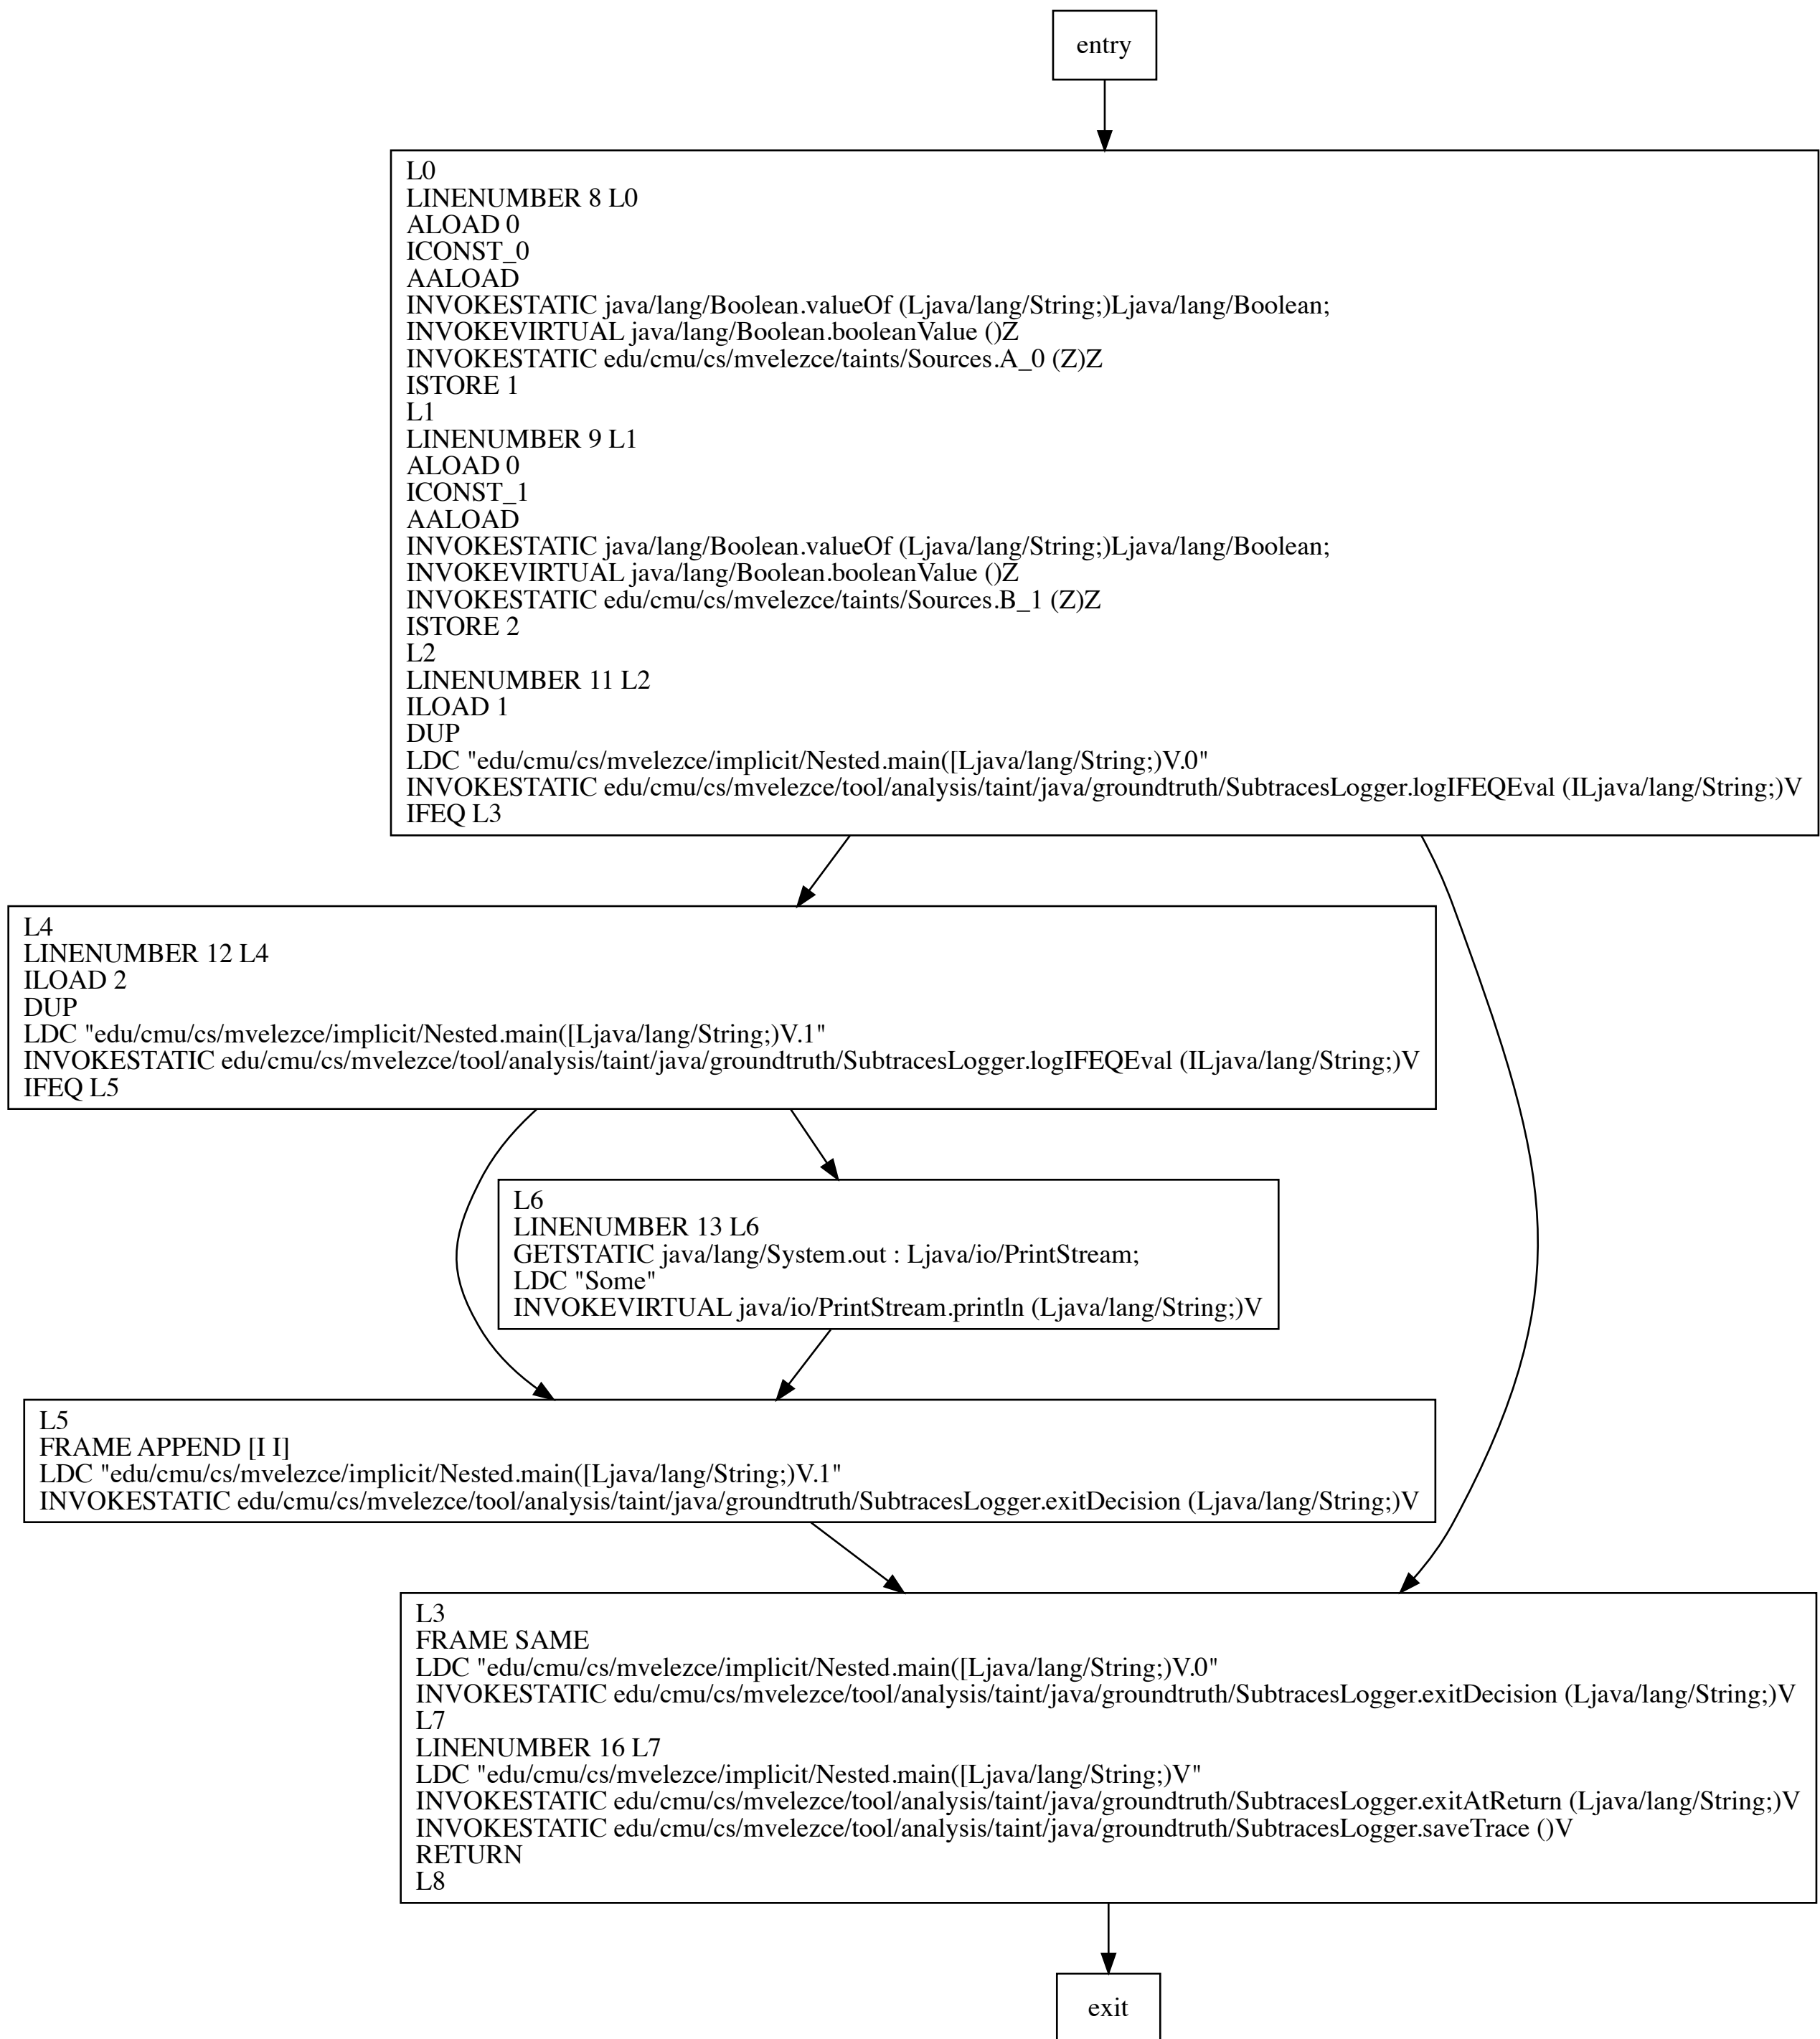 entry
L0
LINENUMBER 8 L0
ALOAD 0
ICONST_0
AALOAD
INVOKESTATIC java/lang/Boolean.valueOf (Ljava/lang/String;)Ljava/lang/Boolean;
INVOKEVIRTUAL java/lang/Boolean.booleanValue ()Z
INVOKESTATIC edu/cmu/cs/mvelezce/taints/Sources.A_0 (Z)Z
ISTORE 1
L1
LINENUMBER 9 L1
ALOAD 0
ICONST_1
AALOAD
INVOKESTATIC java/lang/Boolean.valueOf (Ljava/lang/String;)Ljava/lang/Boolean;
INVOKEVIRTUAL java/lang/Boolean.booleanValue ()Z
INVOKESTATIC edu/cmu/cs/mvelezce/taints/Sources.B_1 (Z)Z
ISTORE 2
L2
LINENUMBER 11 L2
ILOAD 1
DUP
LDC "edu/cmu/cs/mvelezce/implicit/Nested.main([Ljava/lang/String;)V.0"
INVOKESTATIC edu/cmu/cs/mvelezce/tool/analysis/taint/java/groundtruth/SubtracesLogger.logIFEQEval (ILjava/lang/String;)V
IFEQ L3
L4
LINENUMBER 12 L4
ILOAD 2
DUP
LDC "edu/cmu/cs/mvelezce/implicit/Nested.main([Ljava/lang/String;)V.1"
INVOKESTATIC edu/cmu/cs/mvelezce/tool/analysis/taint/java/groundtruth/SubtracesLogger.logIFEQEval (ILjava/lang/String;)V
IFEQ L5
L6
LINENUMBER 13 L6
GETSTATIC java/lang/System.out : Ljava/io/PrintStream;
LDC "Some"
INVOKEVIRTUAL java/io/PrintStream.println (Ljava/lang/String;)V
L5
FRAME APPEND [I I]
LDC "edu/cmu/cs/mvelezce/implicit/Nested.main([Ljava/lang/String;)V.1"
INVOKESTATIC edu/cmu/cs/mvelezce/tool/analysis/taint/java/groundtruth/SubtracesLogger.exitDecision (Ljava/lang/String;)V
L3
FRAME SAME
LDC "edu/cmu/cs/mvelezce/implicit/Nested.main([Ljava/lang/String;)V.0"
INVOKESTATIC edu/cmu/cs/mvelezce/tool/analysis/taint/java/groundtruth/SubtracesLogger.exitDecision (Ljava/lang/String;)V
L7
LINENUMBER 16 L7
LDC "edu/cmu/cs/mvelezce/implicit/Nested.main([Ljava/lang/String;)V"
INVOKESTATIC edu/cmu/cs/mvelezce/tool/analysis/taint/java/groundtruth/SubtracesLogger.exitAtReturn (Ljava/lang/String;)V
INVOKESTATIC edu/cmu/cs/mvelezce/tool/analysis/taint/java/groundtruth/SubtracesLogger.saveTrace ()V
RETURN
L8
exit